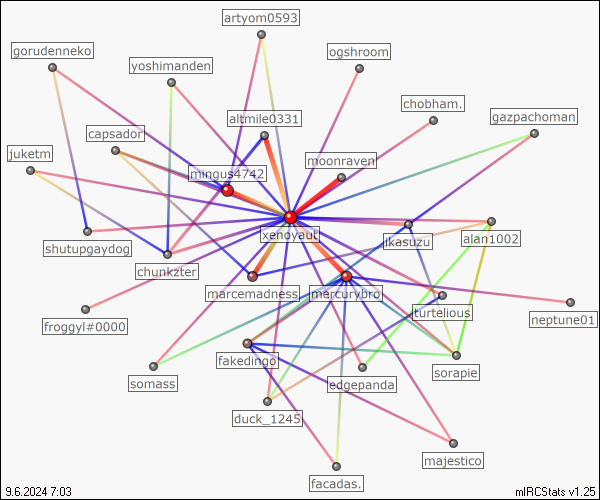 artyom0593
gorudenneko
ogshroom
yoshimanden
chobham.
gazpachoman
altmile0331
capsador
juketm
moonraven
mingus4742
xenoyaut
jkasuzu
alan1002
shutupgaydog
chunkzter
marcemadness
mercurybro
turtelious
neptune01
froggyl#0000
fakedingo
sorapie
somass
edgepanda
duck_1245
majestico
facadas.
9.6.2024 7:03
mIRCStats v1.25